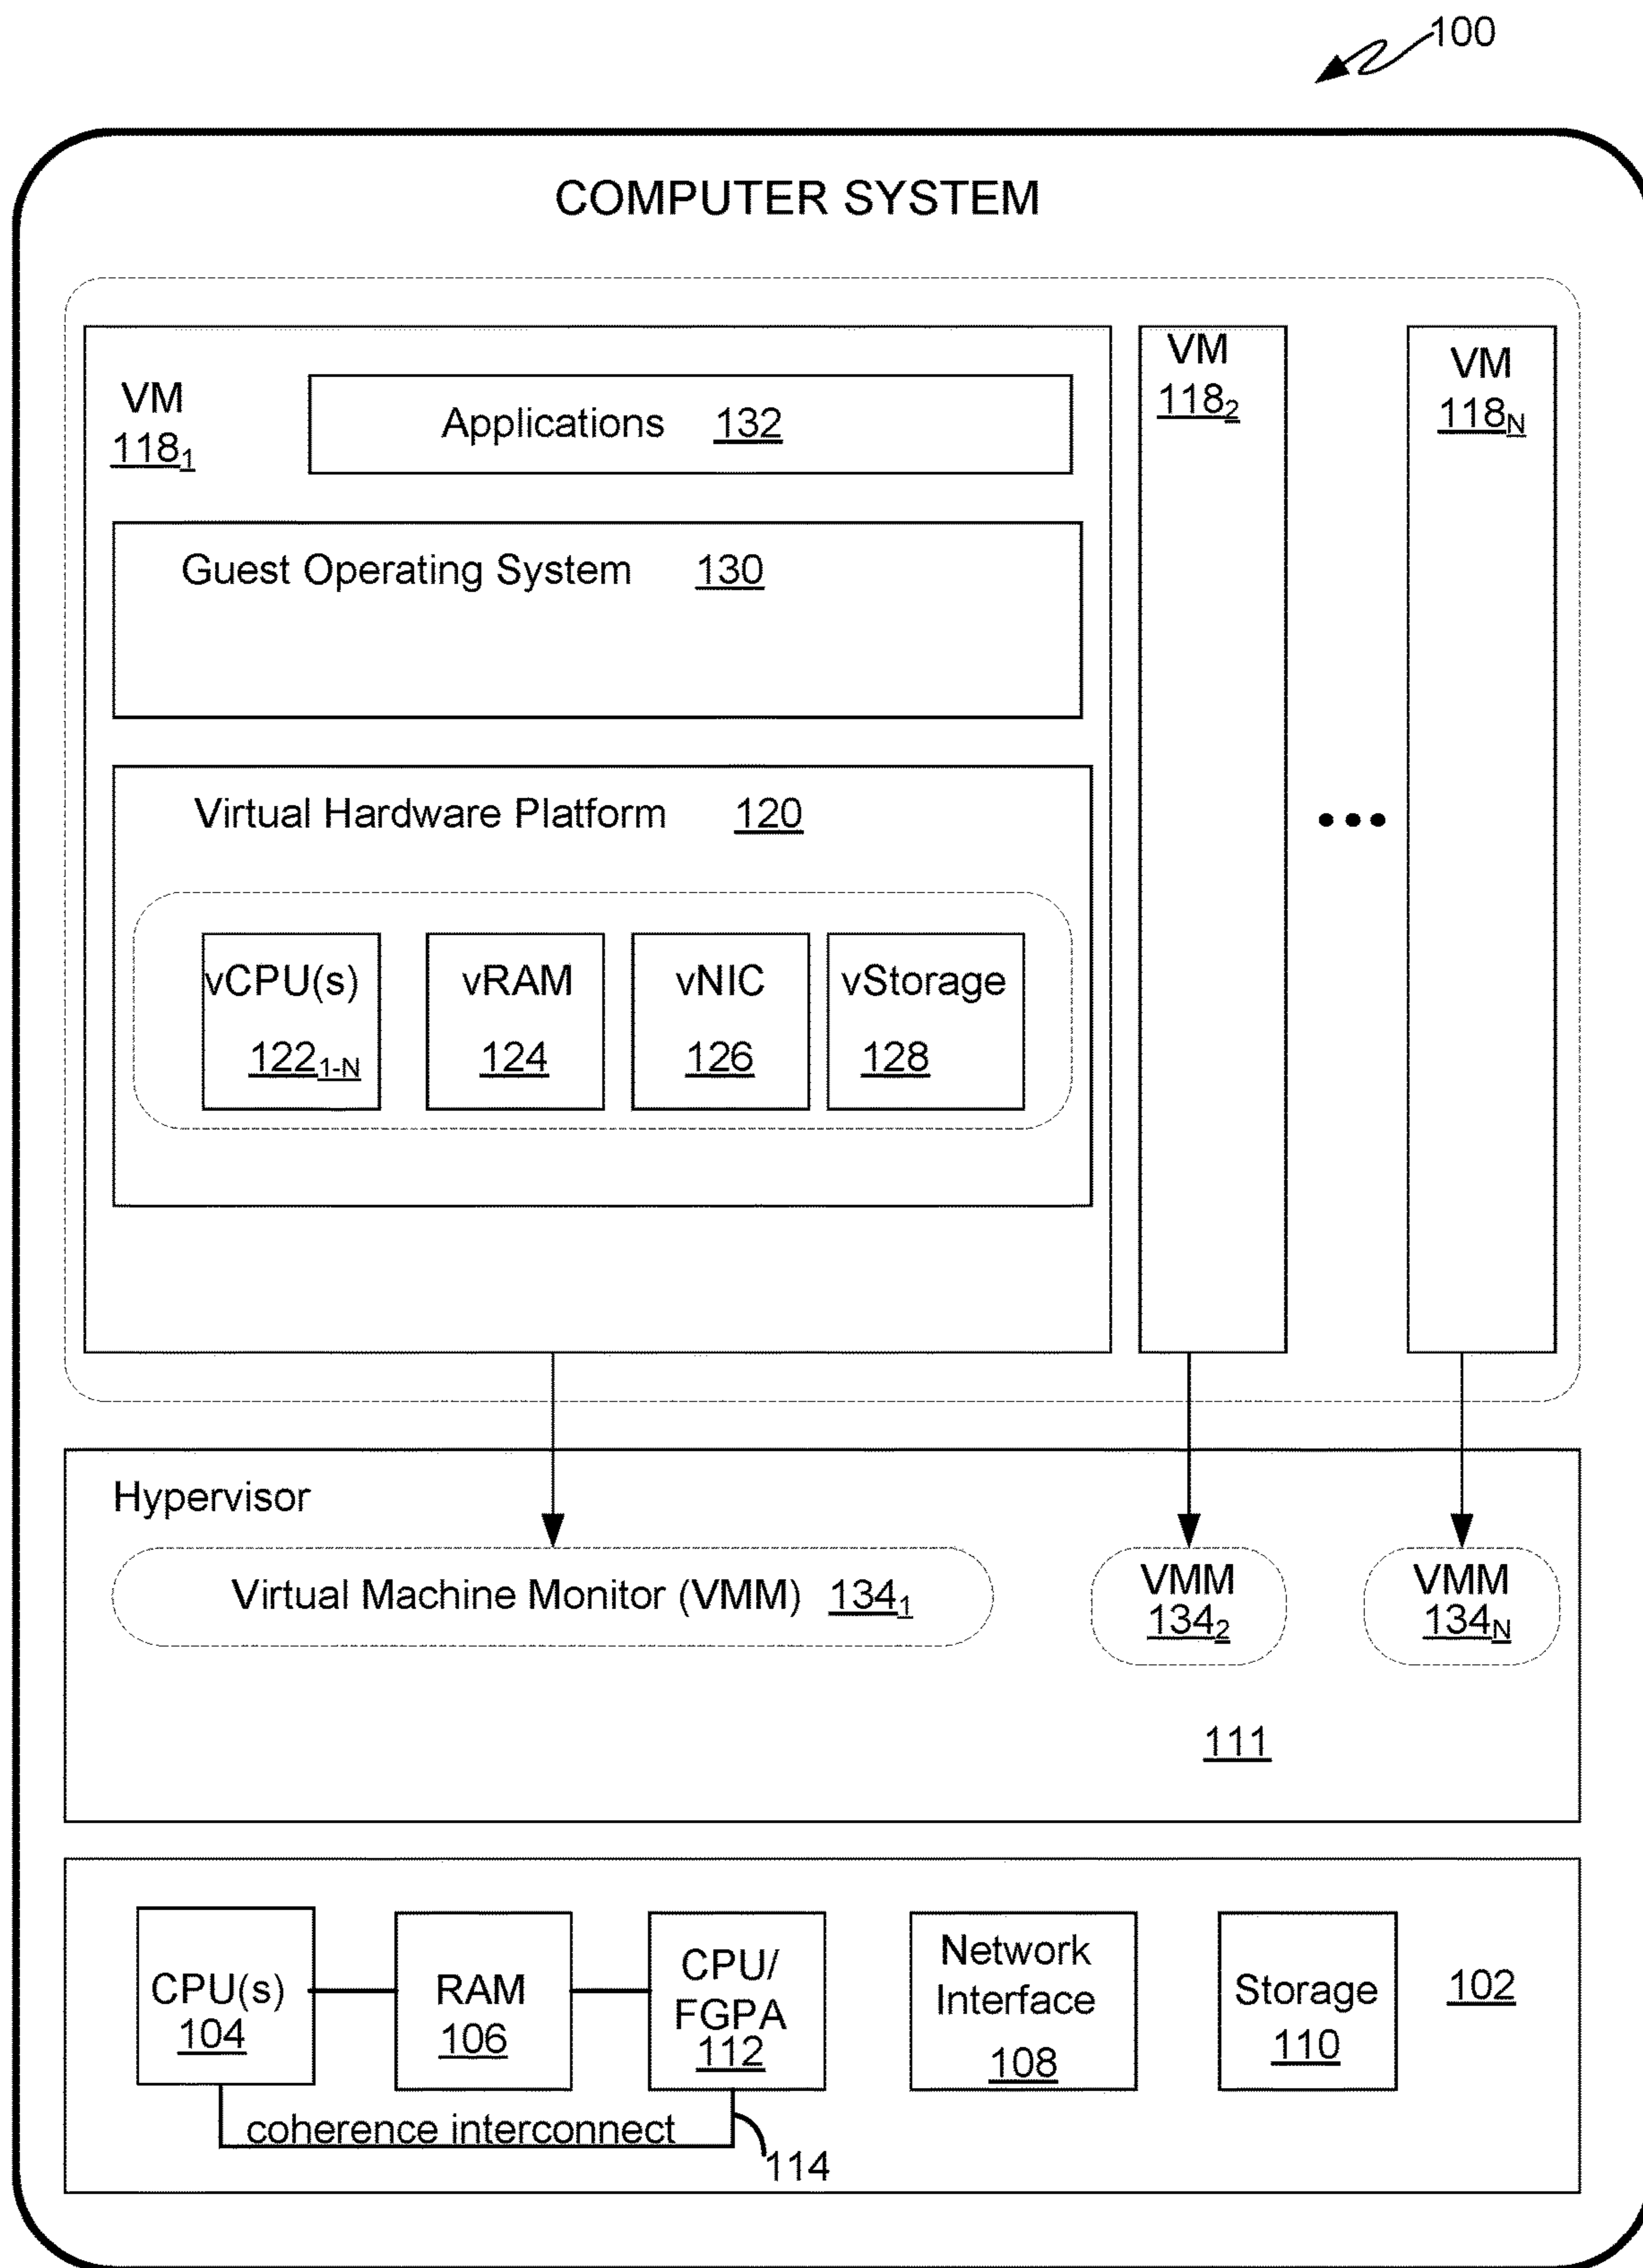 100
COMPUTER SYSTEM
VM
118₁
Applications 132
VM
118₂
VM
118_N
Guest Operating System 130
Virtual Hardware Platform 120
•••
vCPU(s)
122₁₋N
vRAM
124
vNIC
126
vStorage
128
Hypervisor
Virtual Machine Monitor (VMM) 134₁
VMM
134₂
VMM
134_N
111
CPU(s)
104
RAM
106
CPU/
FGPA
112
Network
Interface
108
Storage
110
102
coherence interconnect
114